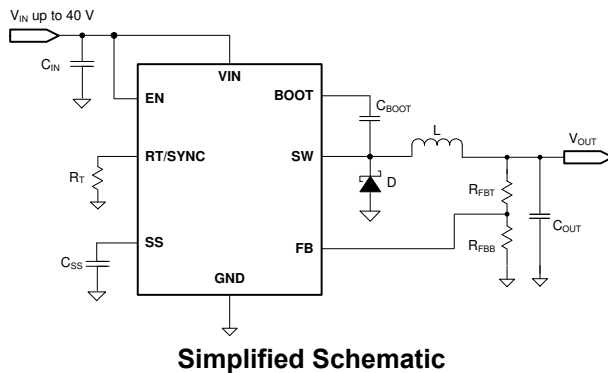 V_IN up to 40 V
C_IN
VIN
EN
BOOT
C_BOOT
RT/SYNC
SW
L
V_OUT
R_T
D
R_FBT
SS
FB
R_FBB
C_OUT
C_SS
GND
Simplified Schematic